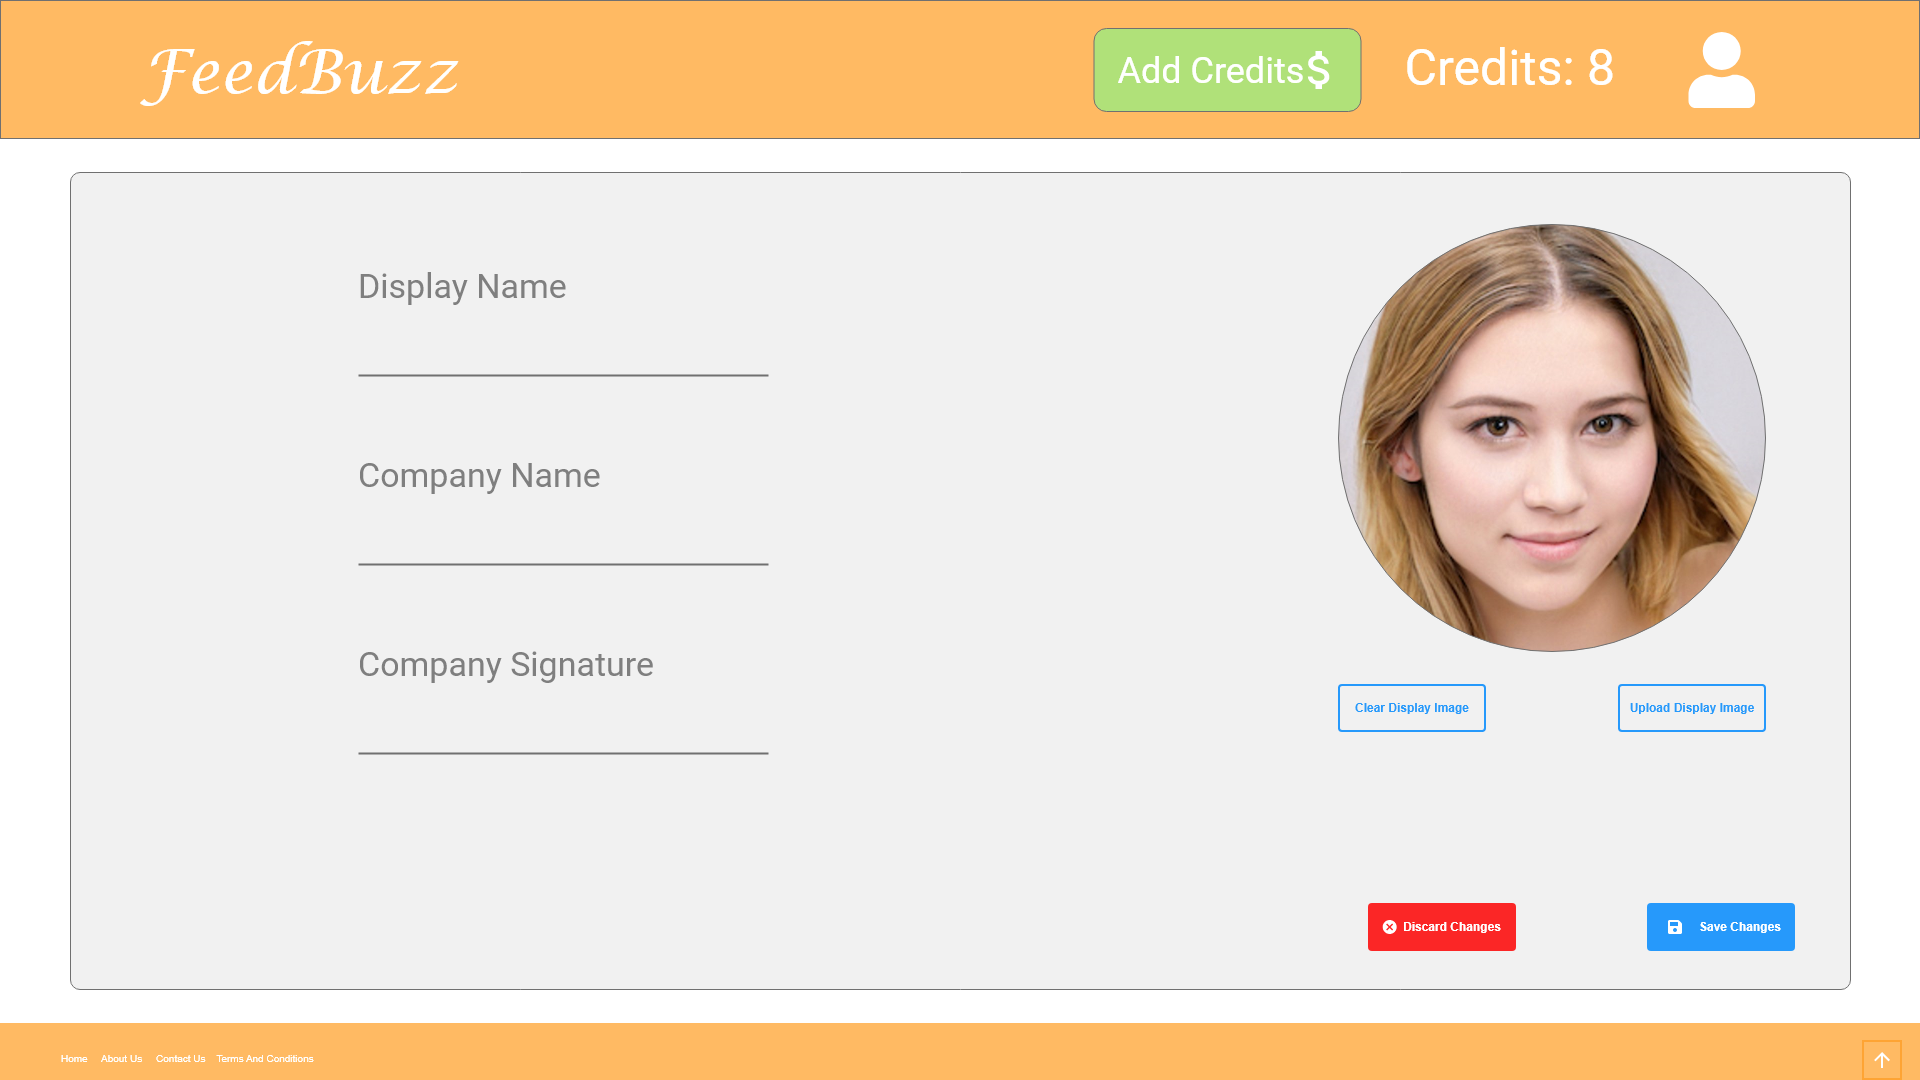 FeedBuzz
Add Credits$
Credits: 8
Display Name
Company Name
Company Signature
Clear Display Image
Upload Display Image
Discard Changes
Save Changes
Home About Us Contact Us Terms And Conditions